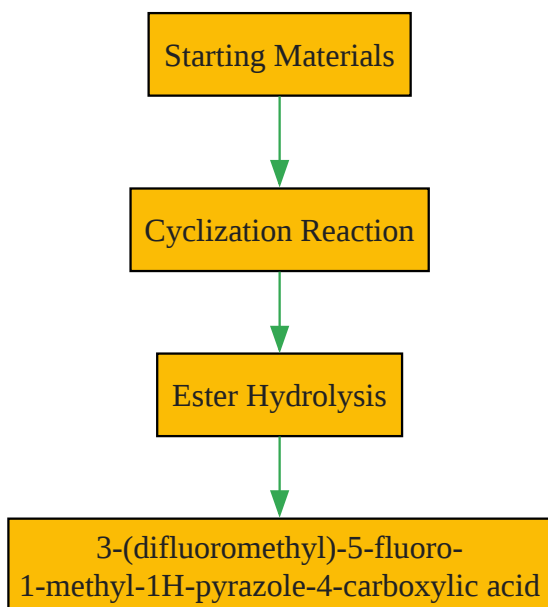 Starting Materials
Cyclization Reaction
Ester Hydrolysis
3-(difluoromethyl)-5-fluoro-
1-methyl-1H-pyrazole-4-carboxylic acid